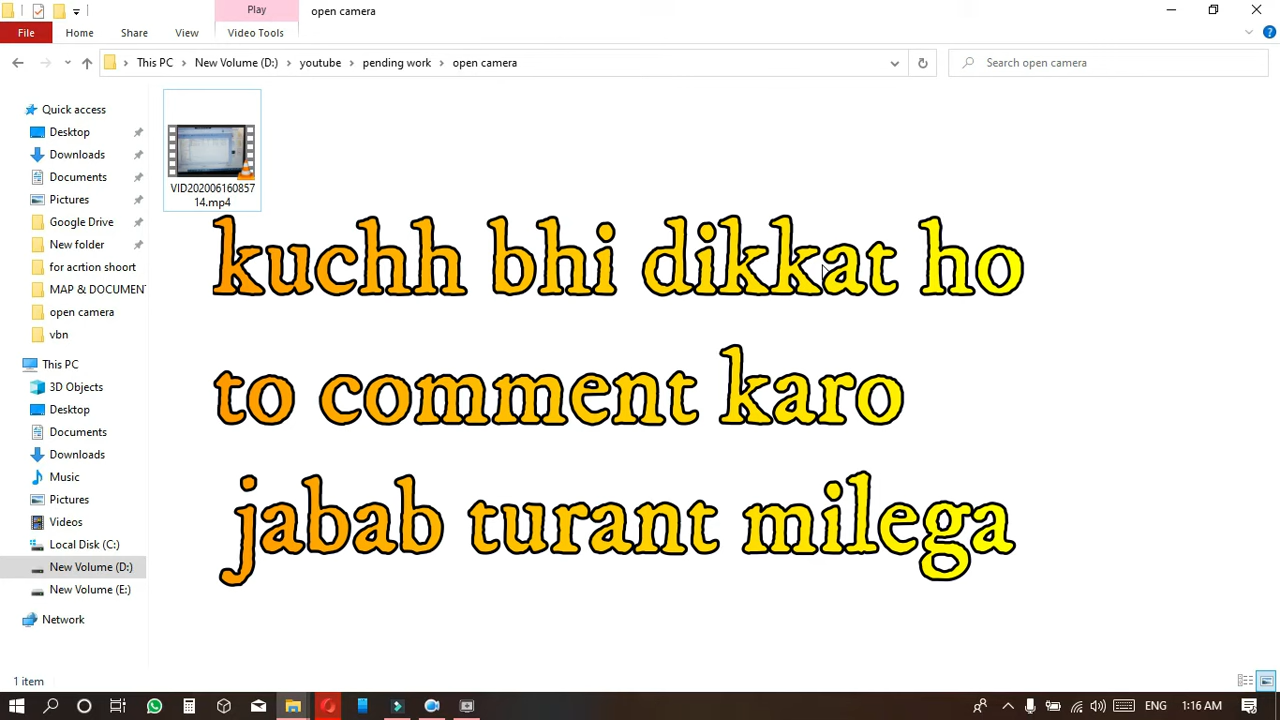 Play
open camera
File
Home
Share
View
Video Tools
This PC
New Volume (D:)
youtube
pending work
open camera
Search open camera
Quick access
Desktop
Downloads
Documents
Pictures
Google Drive
New folder
for acrtion shoort
MAP & DOCUMEN
open camera
vbn
This PC
3D Objects
Desktop
Documents
Downloads
Music
Pictures
Videos
Local Disk (C:)
New Volume (D:)
New Volume (E:)
Network
VID202006160857
14.mp4
kuchh bhi dikkat ho
to comment karo
jabab turant milega
1 item
ENG
1:16 AM